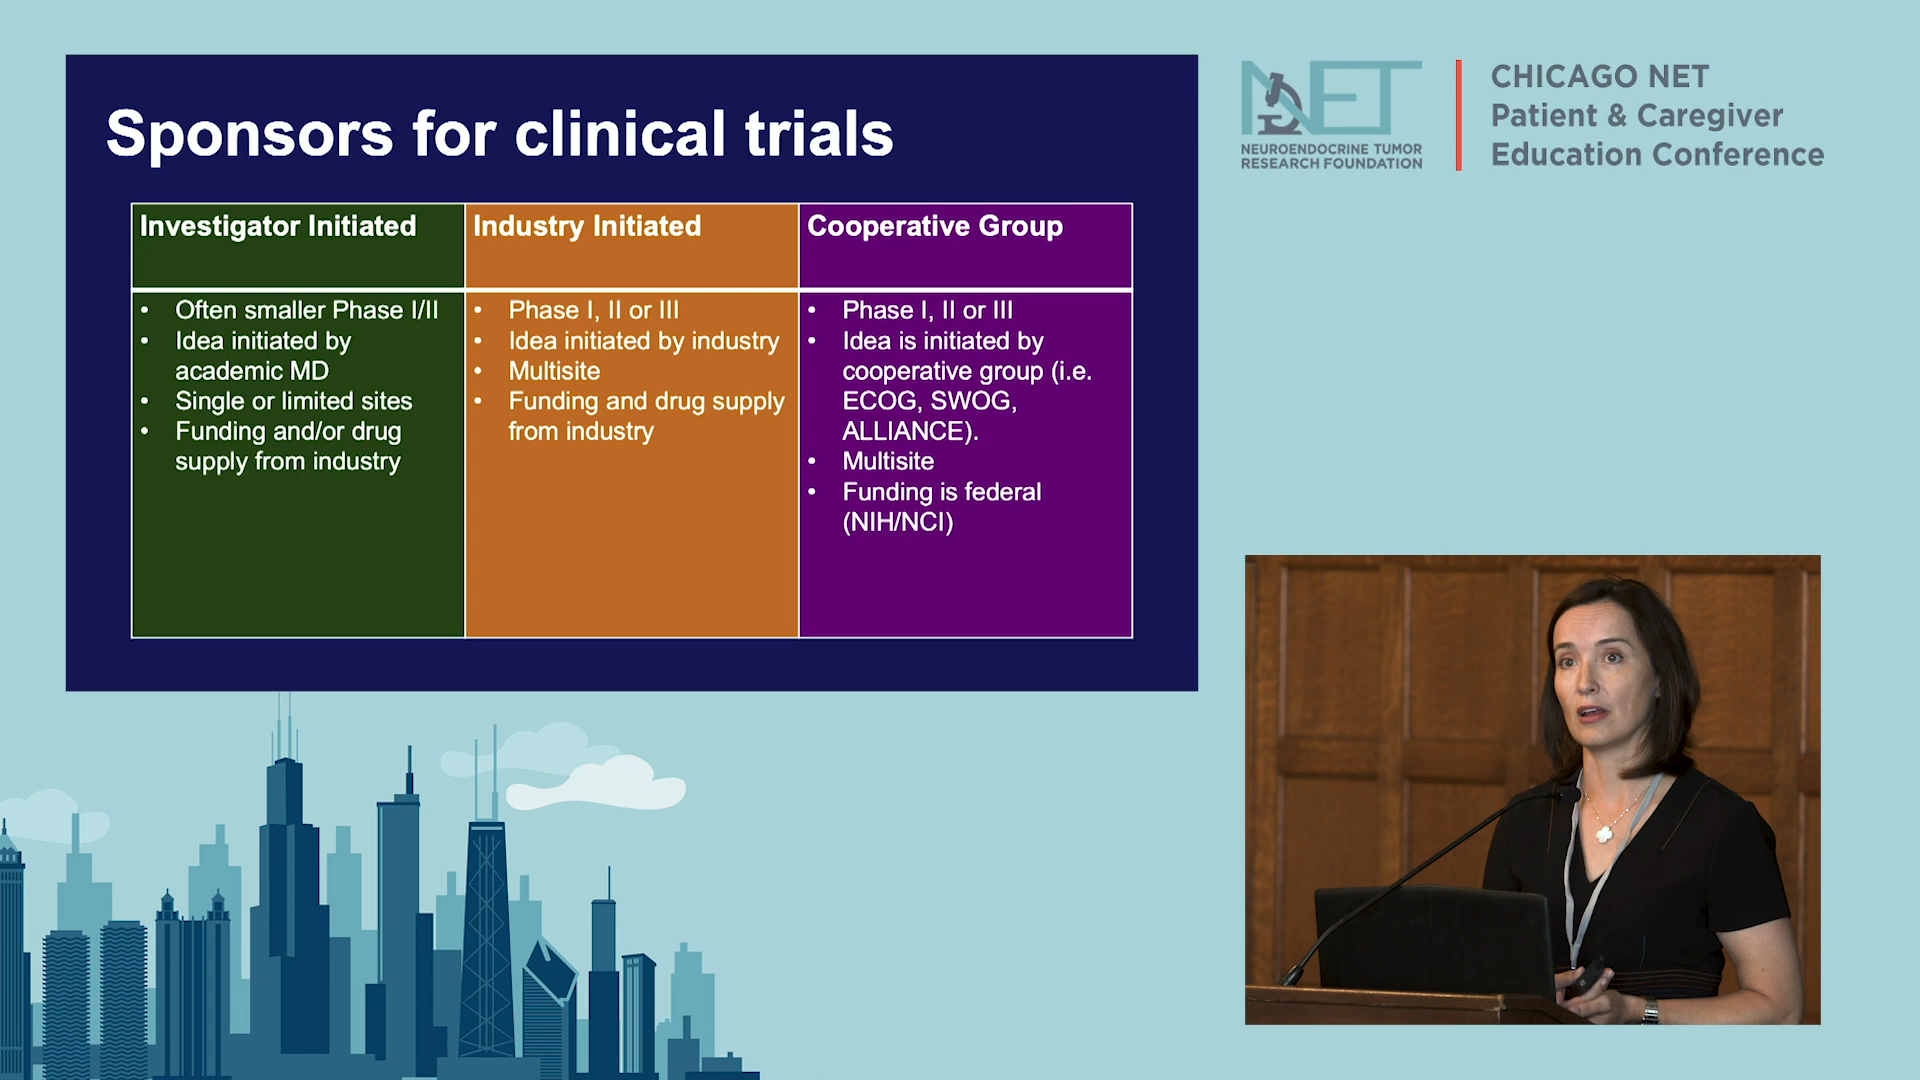 Sponsors for clinical trials
Investigator Initiated
• Often smaller Phase I/II
• Idea initiated by
academic MD
• Single or limited sites
• Funding and/or drug
supply from industry
Industry Initiated
• Phase I, II or III
• Idea initiated by industry
• Multisite
• Funding and drug supply
from industry
Cooperative Group
• Phase I, II or III
• Idea is initiated by
cooperative group (i.e.
ECOG, SWOG,
ALLIANCE).
• Multisite
• Funding is federal
(NIH/NCI)
NET
NEUROENDOCRINE TUMOR
RESEARCH FOUNDATION
CHICAGO NET
Patient & Caregiver
Education Conference